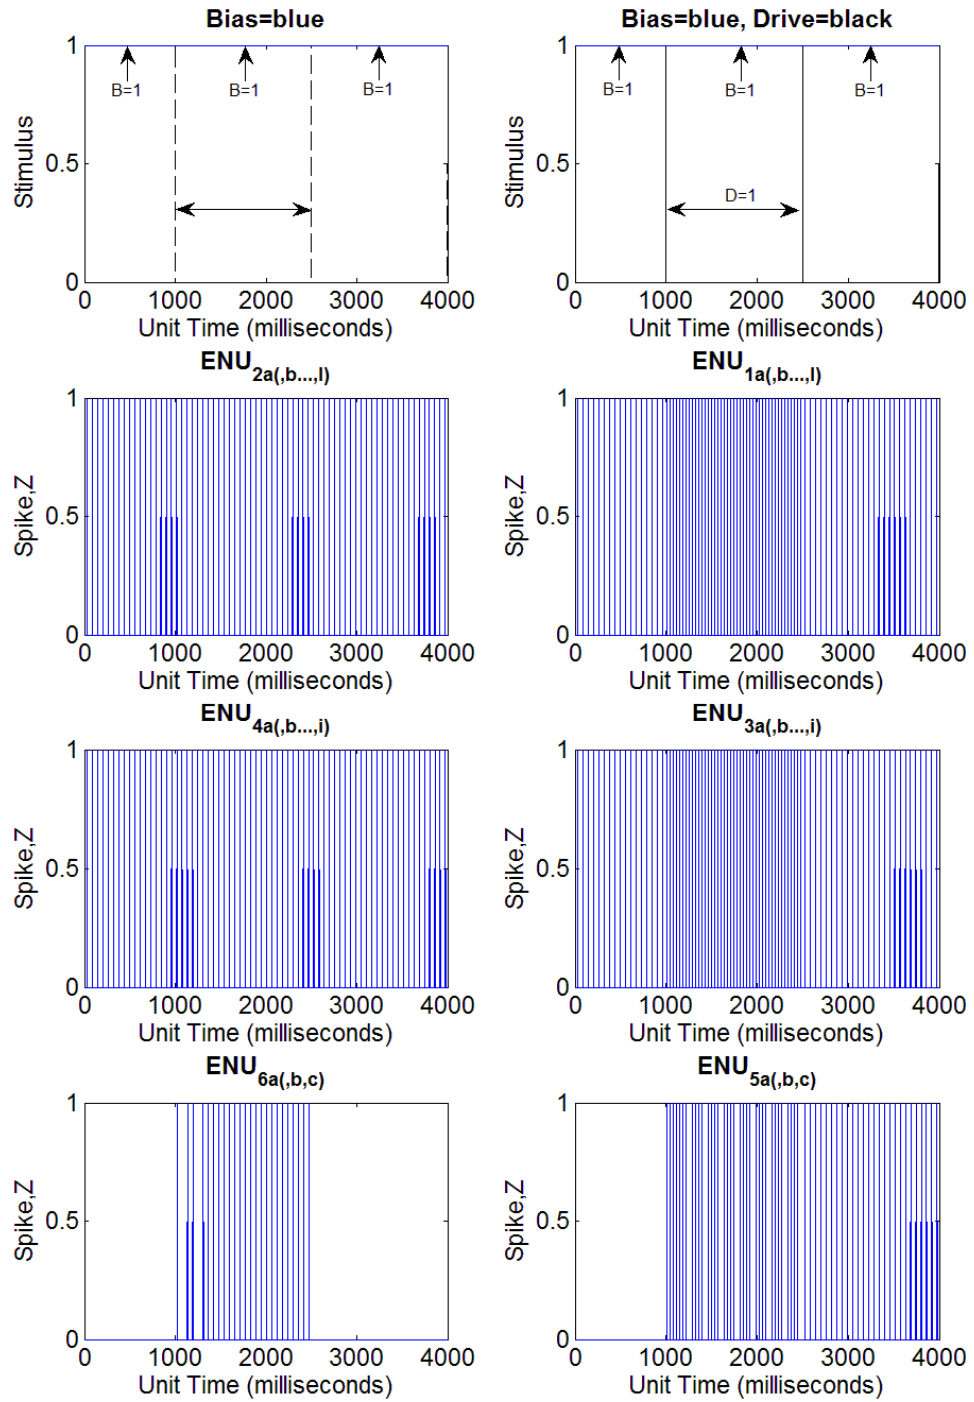 Bias=blue
Bias=blue, Drive=black
1
B=1
B=1
B=1
Stimulus
0.5
0
0
1000
2000
3000
4000
Unit Time (milliseconds)
1
B=1
B=1
B=1
Stimulus
0.5
D=1
0
0
1000
2000
3000
4000
Unit Time (milliseconds)
ENU2a(,b...,l)
1
Spike,Z
0.5
0
0
1000
2000
3000
4000
Unit Time (milliseconds)
ENU1a(,b...,l)
1
Spike,Z
0.5
0
0
1000
2000
3000
4000
Unit Time (milliseconds)
ENU4a(,b...,i)
1
Spike,Z
0.5
0
0
1000
2000
3000
4000
Unit Time (milliseconds)
ENU3a(,b...,i)
1
Spike,Z
0.5
0
0
1000
2000
3000
4000
Unit Time (milliseconds)
ENU6a(,b,c)
1
Spike,Z
0.5
0
0
1000
2000
3000
4000
Unit Time (milliseconds)
ENU5a(,b,c)
1
Spike,Z
0.5
0
0
1000
2000
3000
4000
Unit Time (milliseconds)